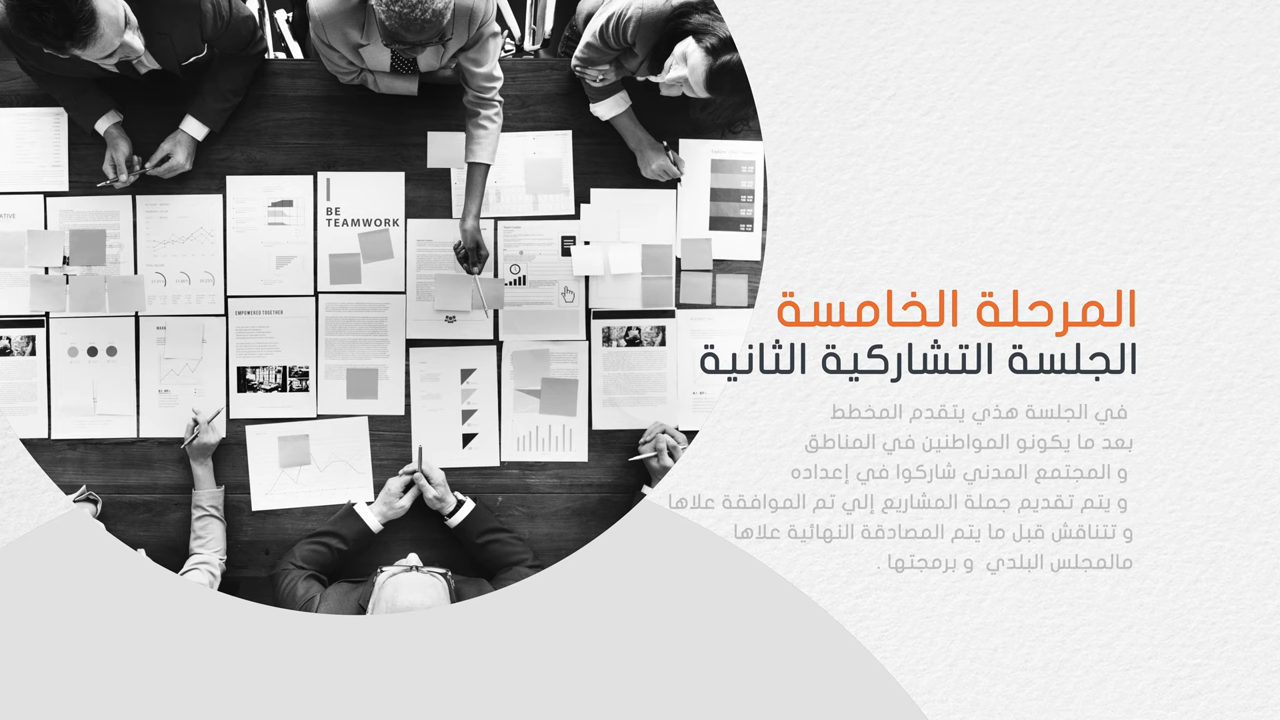 المرحلة الخامسة
الجلسة التشاركية الثانية
في الجلسة هذي يتقدم المخطط
بعد ما يكونو المواطنين في المناطق
و المجتمع المدني شاركوا في إعداده
و يتم تقديم جملة المشاريع إلي تم الموافقة علاها
و تتناقش قبل ما يتم المصادقة النهائية علاها
مالمجلس البلدي و برمجتها .
BE
TEAMWORK
EMPOWERED TOGETHER